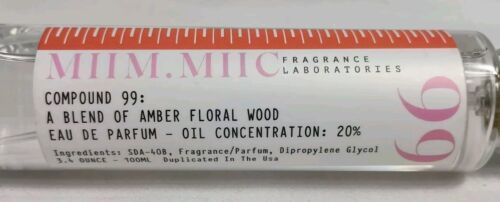 MIIM.MIIC
FRAGRANCE
LABORATORIES
COMPOUND 99:
A BLEND OF AMBER FLORAL WOOD
EAU DE PARFUM - OIL CONCENTRATION: 20%
Ingredients: SDA-40B, Fragrance/Parfum, Dipropylene Glycol
3.4 OUNCE - 100ML Duplicated In The Usa
99